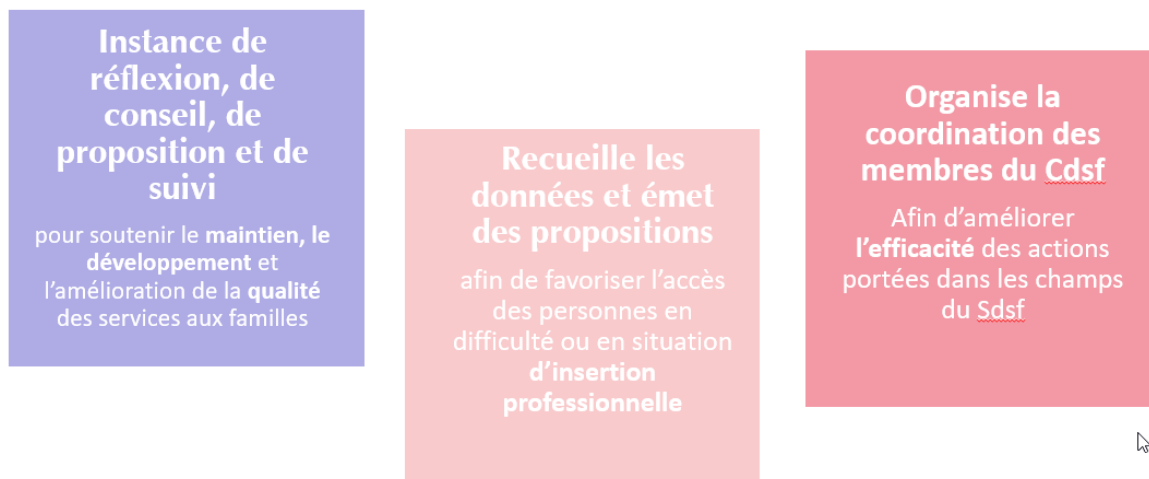 Instance de
réflexion, de
conseil, de
proposition et de
suivi
pour soutenir le maintien, le
développement et
l’amélioration de la qualité
des services aux familles
Recueille les
données et émet
des propositions
afin de favoriser l’accès
des personnes en
difficulté ou en situation
d’insertion
professionnelle
Organise la
coordination des
membres du Cdsf
Afin d’améliorer
l’efficacité des actions
portées dans les champs
du Sdsf